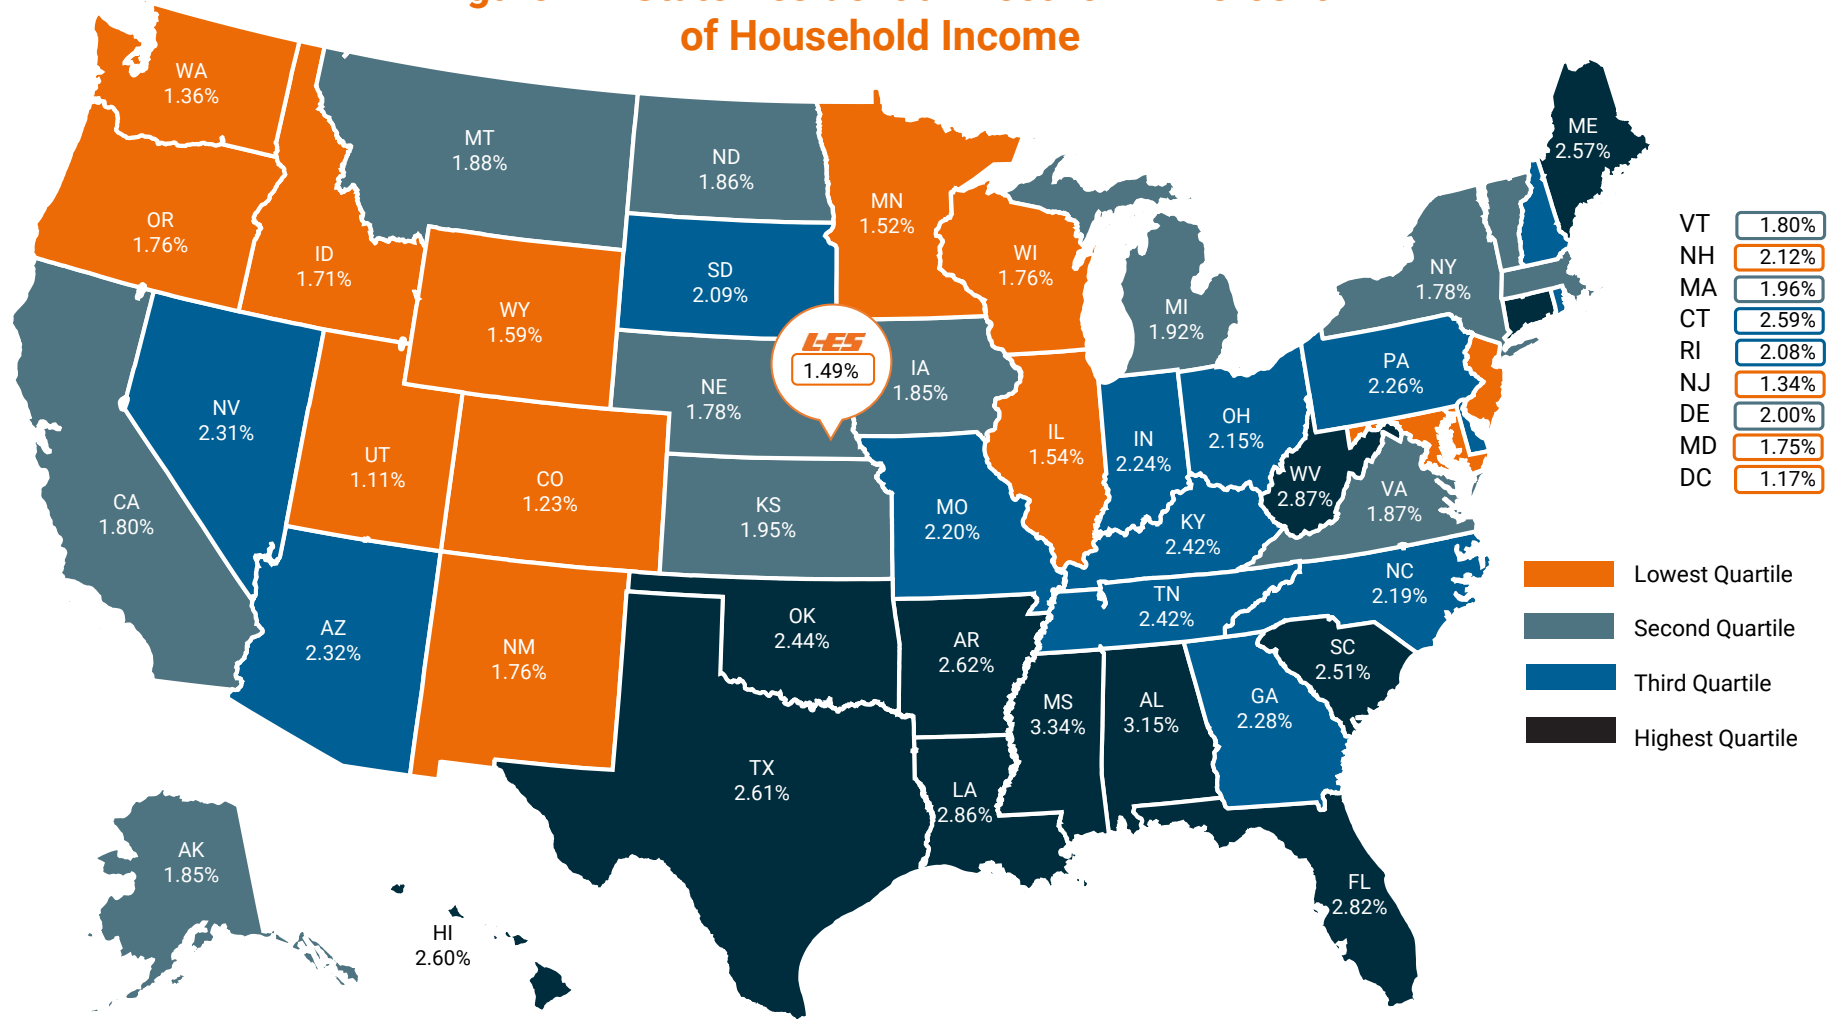 of Household Income
WA
1.36%
MT
1.88%
ND
1.86%
MN
1.52%
ME
2.57%
OR
1.76%
ID
1.71%
WY
1.59%
SD
2.09%
WI
1.76%
MI
1.92%
NY
1.78%
VT 1.80%
NH 2.12%
MA 1.96%
CT 2.59%
RI 2.08%
NJ 1.34%
DE 2.00%
MD 1.75%
DC 1.17%
LES
1.49%
NE
1.78%
IA
1.85%
PA
2.26%
NV
2.31%
UT
1.11%
CO
1.23%
IL
1.54%
IN
2.24%
OH
2.15%
WV
2.87%
VA
1.87%
CA
1.80%
KS
1.95%
MO
2.20%
KY
2.42%
NC
2.19%
TN
2.42%
AZ
2.32%
NM
1.76%
OK
2.44%
AR
2.62%
SC
2.51%
MS
3.34%
AL
3.15%
GA
2.28%
TX
2.61%
LA
2.86%
FL
2.82%
AK
1.85%
HI
2.60%
Lowest Quartile
Second Quartile
Third Quartile
Highest Quartile